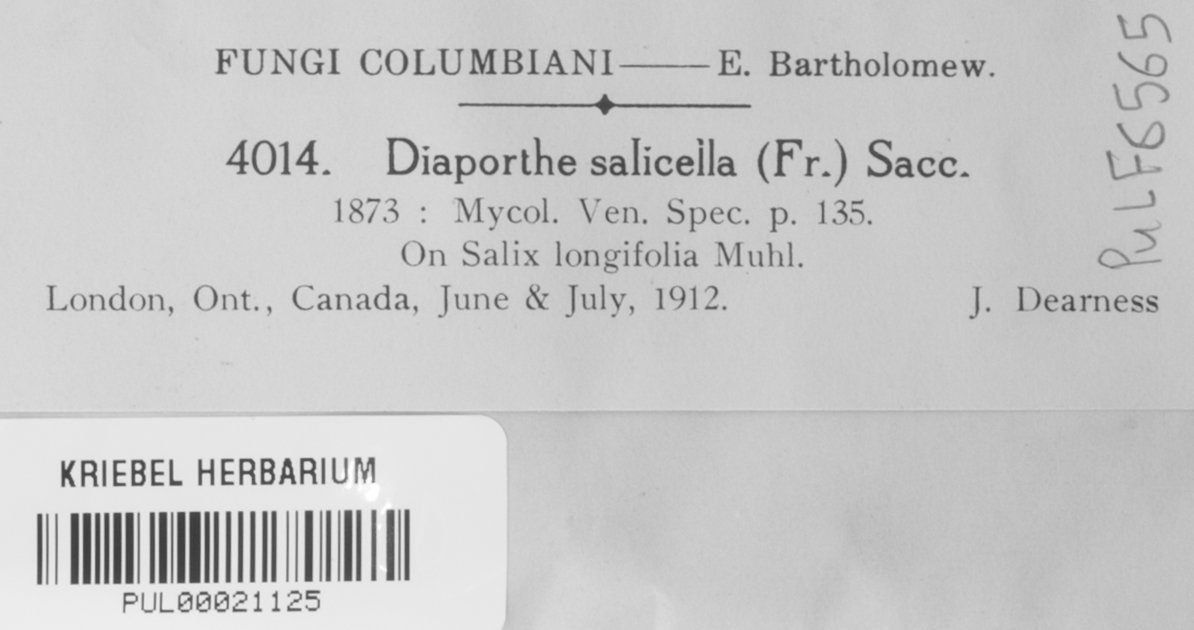 FUNGI COLUMBIANI—E. Bartholomew.
4014. Diaporthe salicella (Fr.) Sacc.
1873 : Mycol. Ven. Spec. p. 135.
On Salix longifolia Muhl.
London, Ont., Canada, June & July, 1912. J. Dearness
PuLF6565
KRIEBEL HERBARIUM
PUL00021125